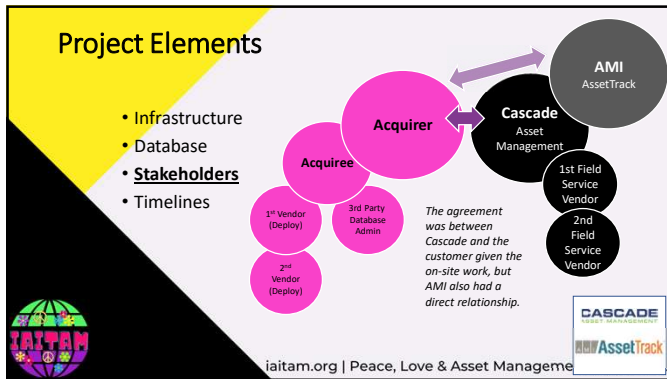 Project Elements
• Infrastructure
• Database
• Stakeholders
• Timelines
AMI
AssetTrack
Acquirer
Cascade
Asset
Management
Acquiree
1st Field
Service
Vendor
1st Vendor
(Deploy)
3rd Party
Database
Admin
2nd
Field
Service
Vendor
2nd
Vendor
(Deploy)
The agreement
was between
Cascade and the
customer given the
on-site work, but
AMI also had a
direct relationship.
IAITAM
CASCADE
ASSET MANAGEMENT
AMI AssetTrack
iaitam.org | Peace, Love & Asset Manageme